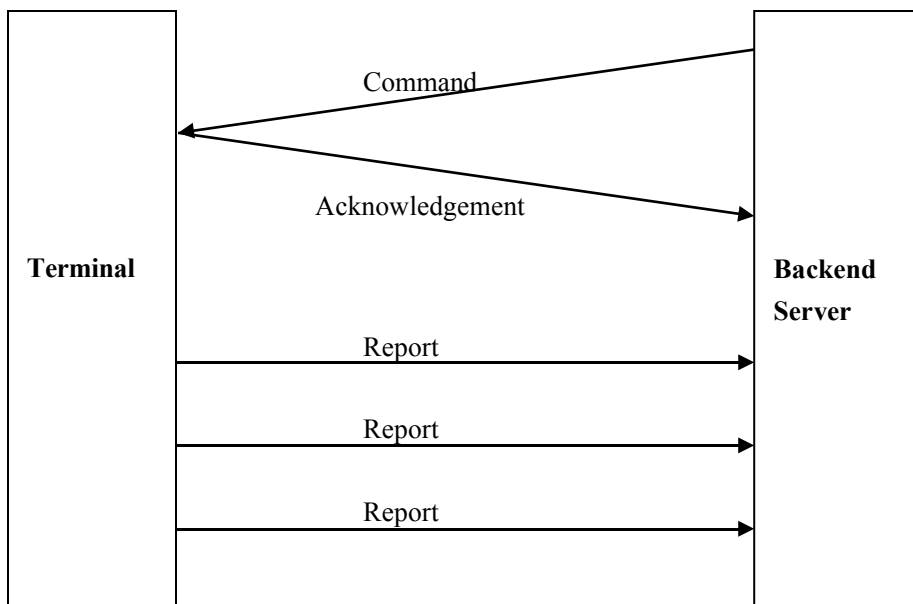 Command
Acknowledgement
Terminal
Backend
Server
Report
Report
Report